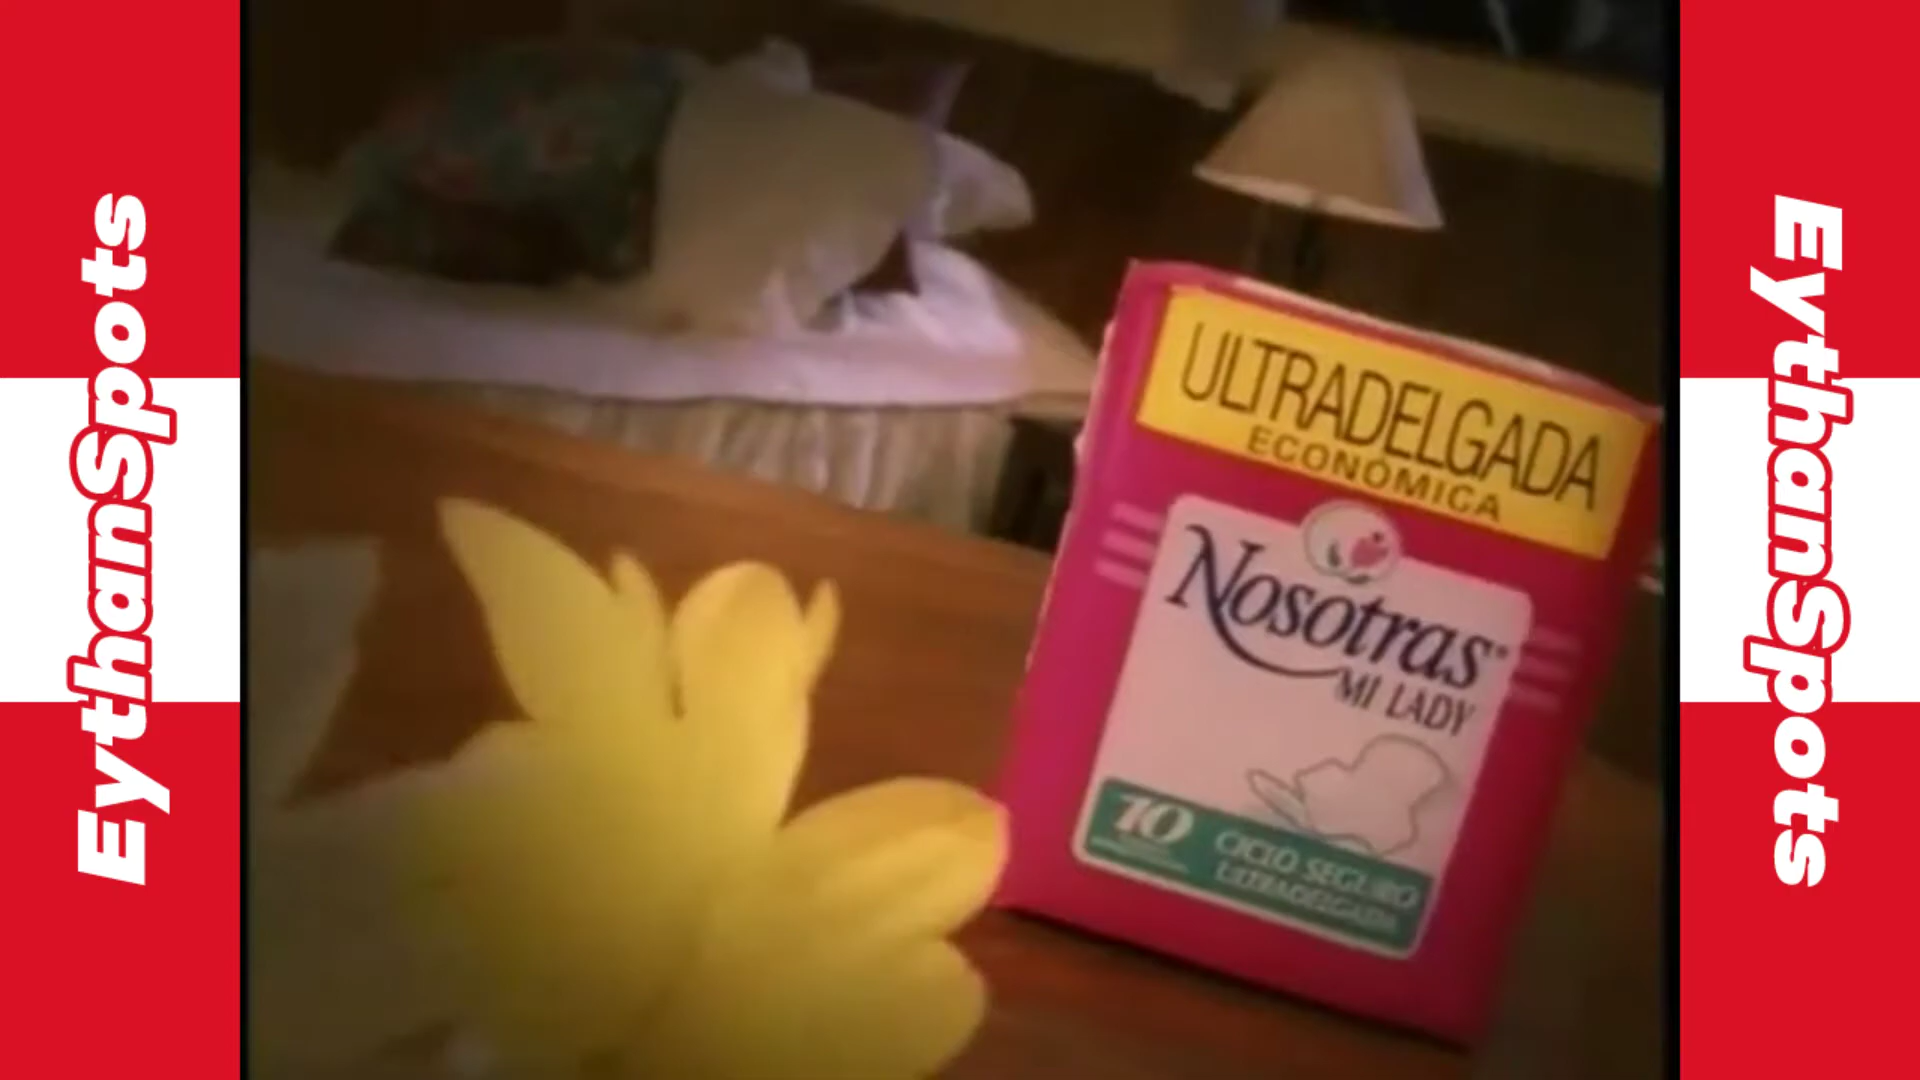 EythanSpots
ULTRADELGADA
ECONÓMICA
Nosotras
MI LADY
10
CICLO SEGURO
ULTRADELGADA
EythanSpots